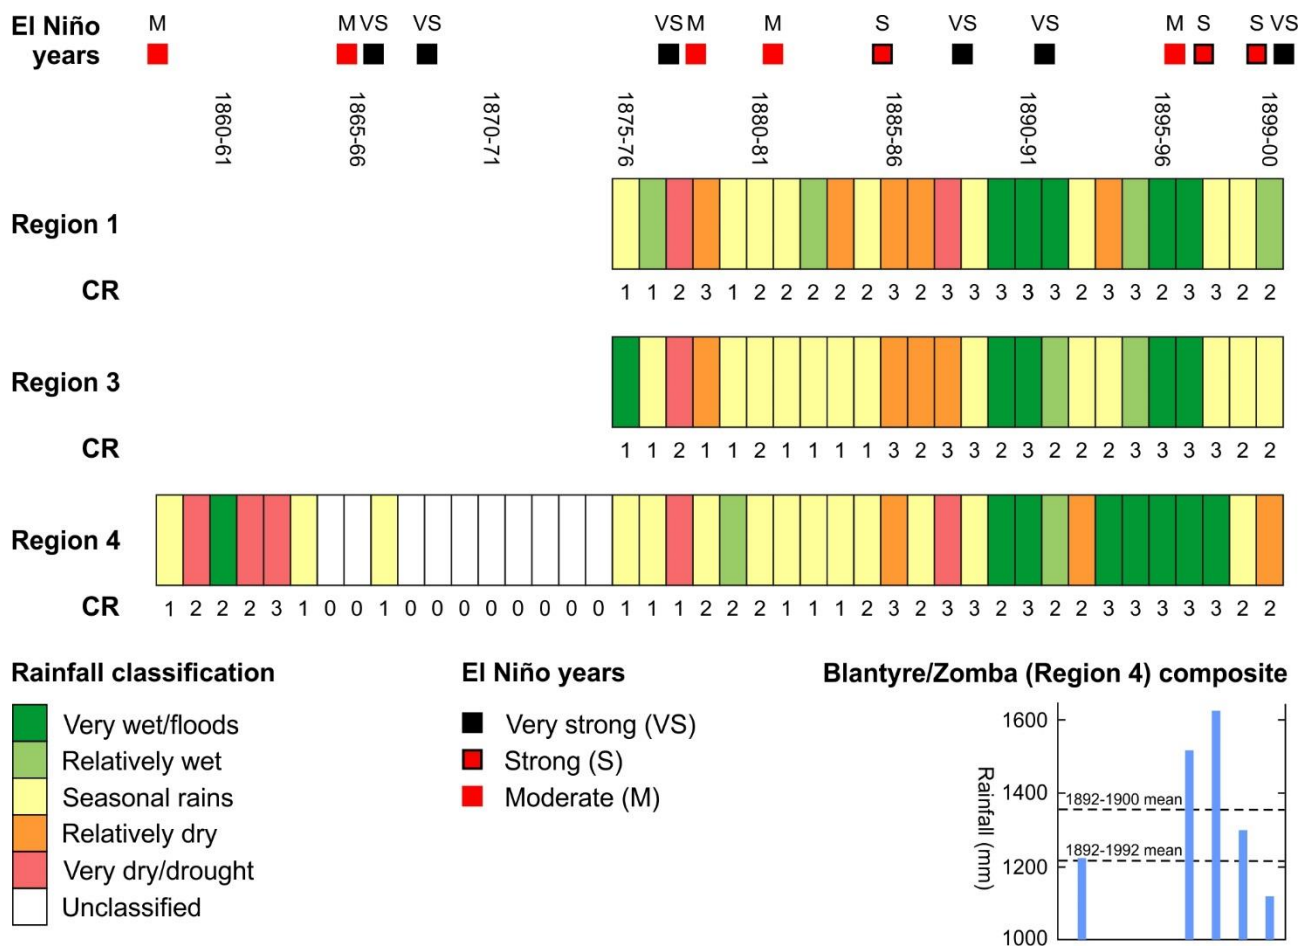 El Niño years
M M VS VS VS M M S VS VS M S S VS
1860-61 1865-66 1870-71 1875-76 1880-81 1885-86 1890-91 1895-96 1899-00
Region 1
CR 1 1 2 3 1 2 2 2 2 2 3 2 3 3 3 3 3 2 3 3 2 3 3 2 2
Region 3
CR 1 1 2 1 1 2 1 1 1 1 3 2 3 3 3 3 2 2 2 3 3 3 3 2 2
Region 4
CR 1 2 2 2 3 1 0 0 1 0 0 0 0 0 0 0 0 1 1 1 2 2 2 1 1 1 2 3 2 3 3 3 3 2 2 3 3 3 3 3 2 2
Rainfall classification
Very wet/floods
Relatively wet
Seasonal rains
Relatively dry
Very dry/drought
Unclassified
El Niño years
Very strong (VS)
Strong (S)
Moderate (M)
Blantyre/Zomba (Region 4) composite
Rainfall (mm)
1600
1400
1892-1900 mean
1892-1992 mean
1200
1000